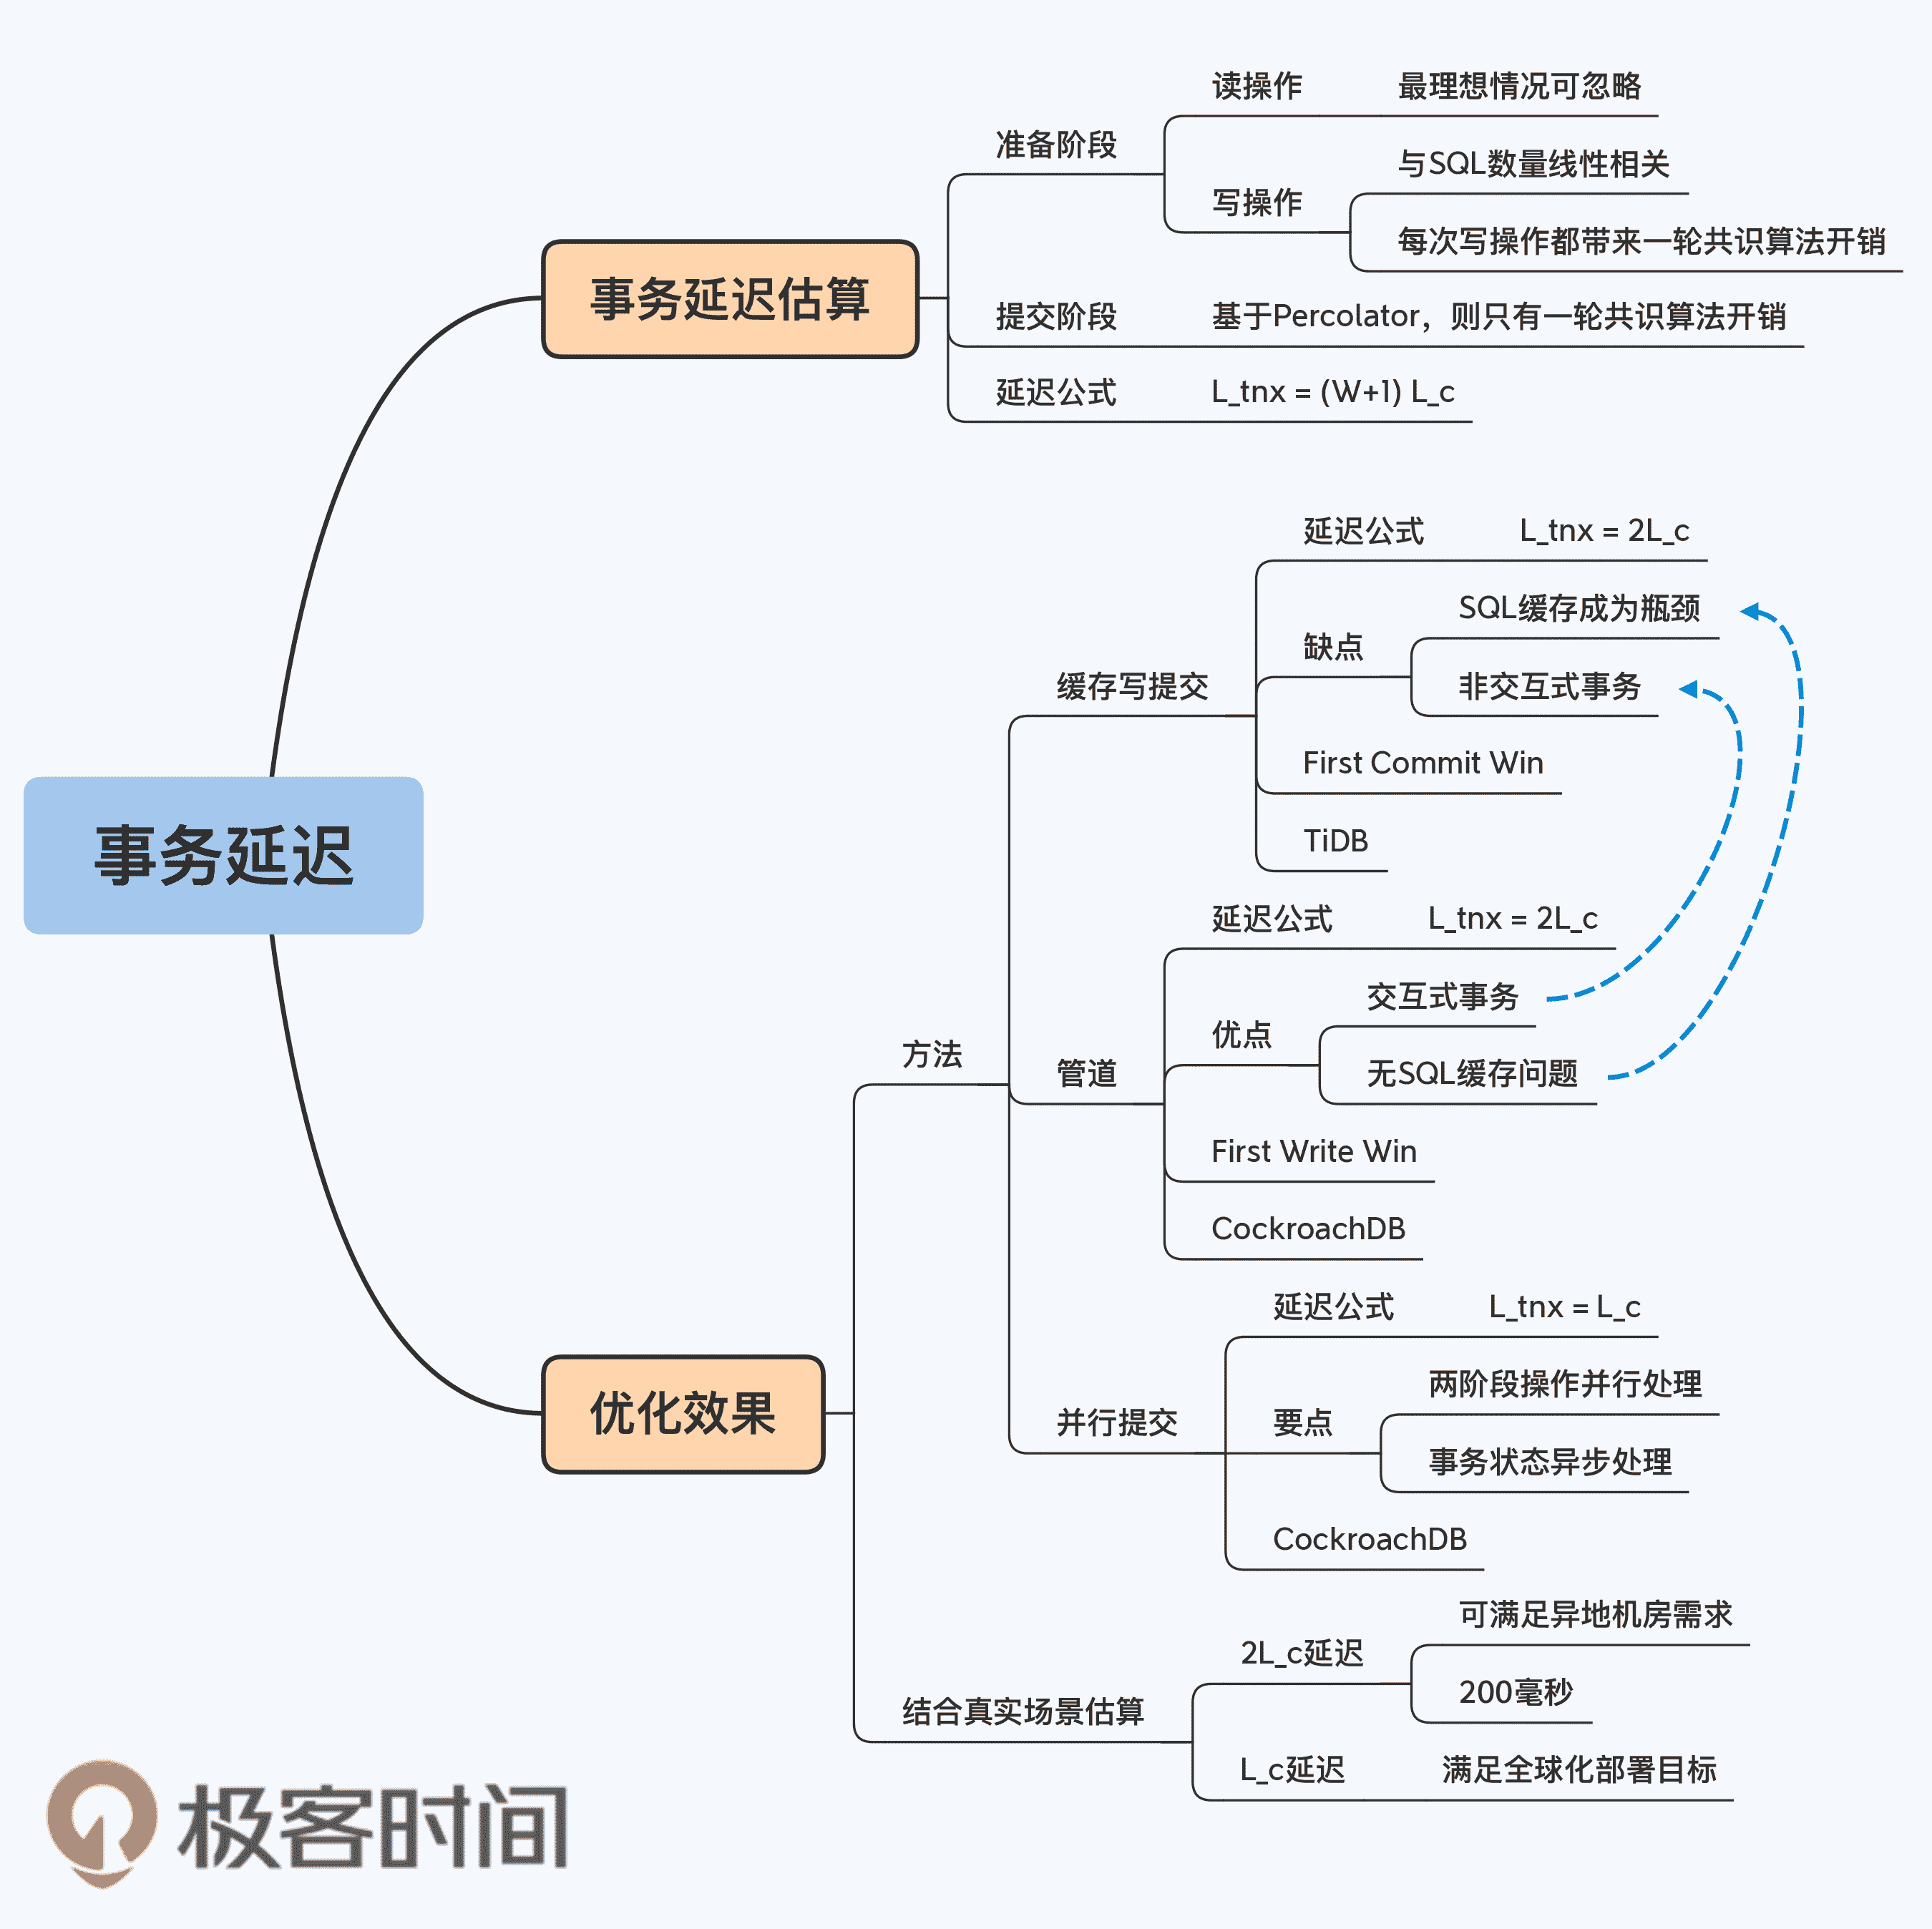 事务延迟
事务延迟估算
准备阶段
读操作
最理想情况可忽略
写操作
与SQL数量线性相关
每次写操作都带来一轮共识算法开销
提交阶段
基于Percolator，则只有一轮共识算法开销
延迟公式
L_tnx = (W+1) L_c
优化效果
方法
缓存写提交
延迟公式
L_tnx = 2L_c
缺点
SQL缓存成为瓶颈
非交互式事务
First Commit Win
TiDB
管道
延迟公式
L_tnx = 2L_c
优点
交互式事务
无SQL缓存问题
First Write Win
CockroachDB
并行提交
延迟公式
L_tnx = L_c
要点
两阶段操作并行处理
事务状态异步处理
CockroachDB
结合真实场景估算
2L_c延迟
可满足异地机房需求
200毫秒
L_c延迟
满足全球化部署目标
极客时间